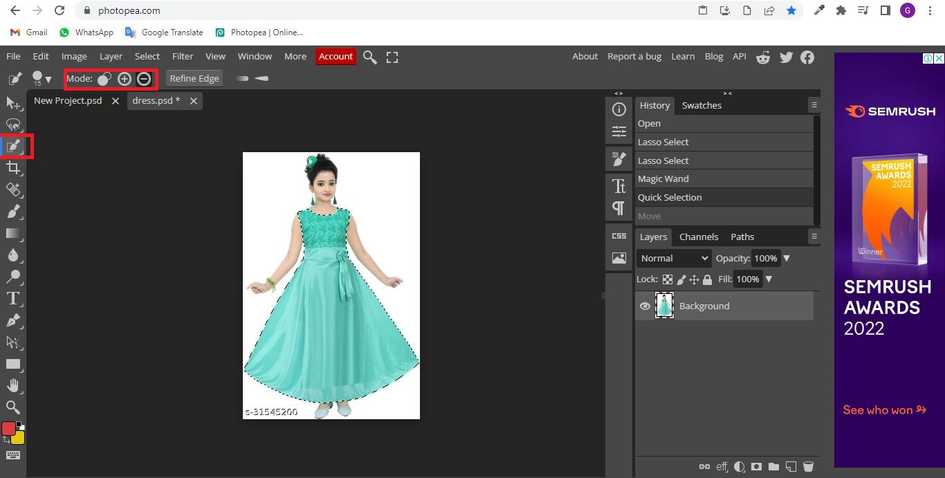 photopea.com
G
Gmail
WhatsApp
Google Translate
Photopea | Online...
File Edit Image Layer Select Filter View Window More Account
About Report a bug Learn Blog API
15
Mode:
Refine Edge
New Project.psd
dress.psd *
History Swatches
Open
Lasso Select
Lasso Select
Magic Wand
Quick Selection
Move
CSS
Layers Channels Paths
Normal Opacity: 100%
Lock: Fill: 100%
Background
eff
s-31545200
SEMRUSH
SEMRUSH
AWARDS
2022
Winner
SEMRUSH
AWARDS
2022
See who won